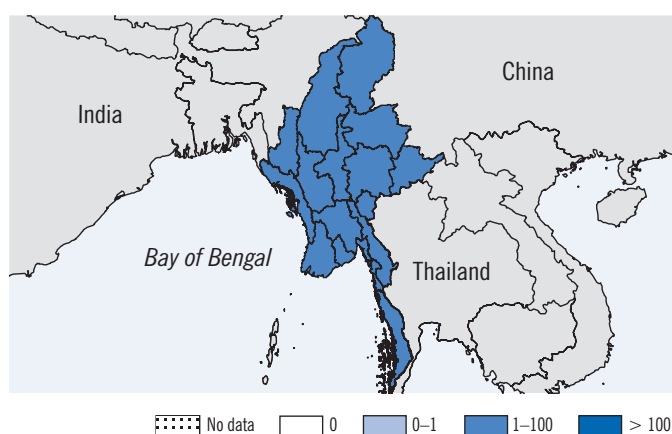 China
India
Bay of Bengal
Thailand
No data 0 0–1 1–100 > 100